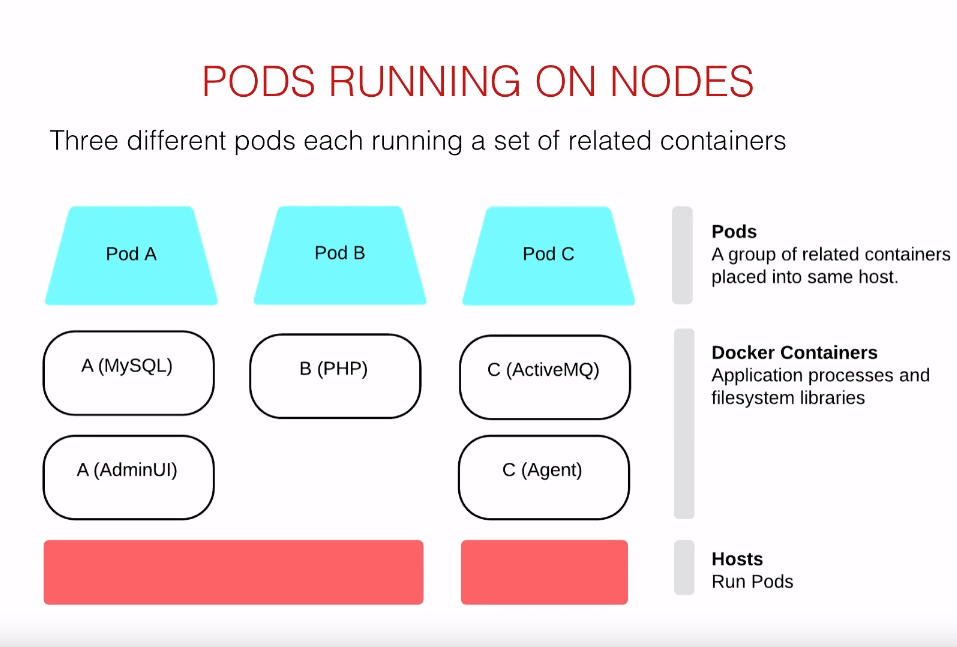 PODS RUNNING ON NODES
Three different pods each running a set of related containers
Pod A
Pod B
Pod C
Pods
A group of related containers
placed into same host.
A (MySQL)
B (PHP)
C (ActiveMQ)
Docker Containers
Application processes and
filesystem libraries
A (AdminUI)
C (Agent)
Hosts
Run Pods